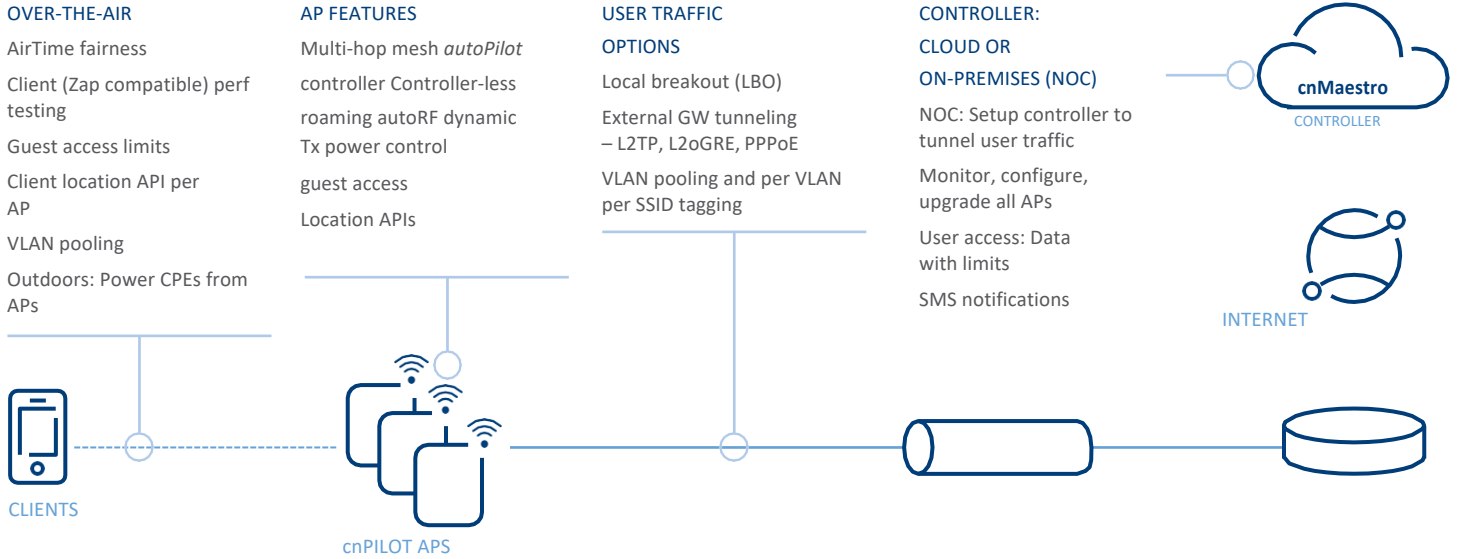 OVER-THE-AIR
AirTime fairness
Client (Zap compatible) perf
testing
Guest access limits
Client location API per
AP
VLAN pooling
Outdoors: Power CPEs from
APs
AP FEATURES
Multi-hop mesh autoPilot
controller Controller-less
roaming autoRF dynamic
Tx power control
guest access
Location APIs
USER TRAFFIC
OPTIONS
Local breakout (LBO)
External GW tunneling
– L2TP, L2oGRE, PPPoE
VLAN pooling and per VLAN
per SSID tagging
CONTROLLER:
CLOUD OR
ON-PREMISES (NOC)
NOC: Setup controller to
tunnel user traffic
Monitor, configure,
upgrade all APs
User access: Data
with limits
SMS notifications
cnMaestro
CONTROLLER
INTERNET
CLIENTS
cnPILOT APS